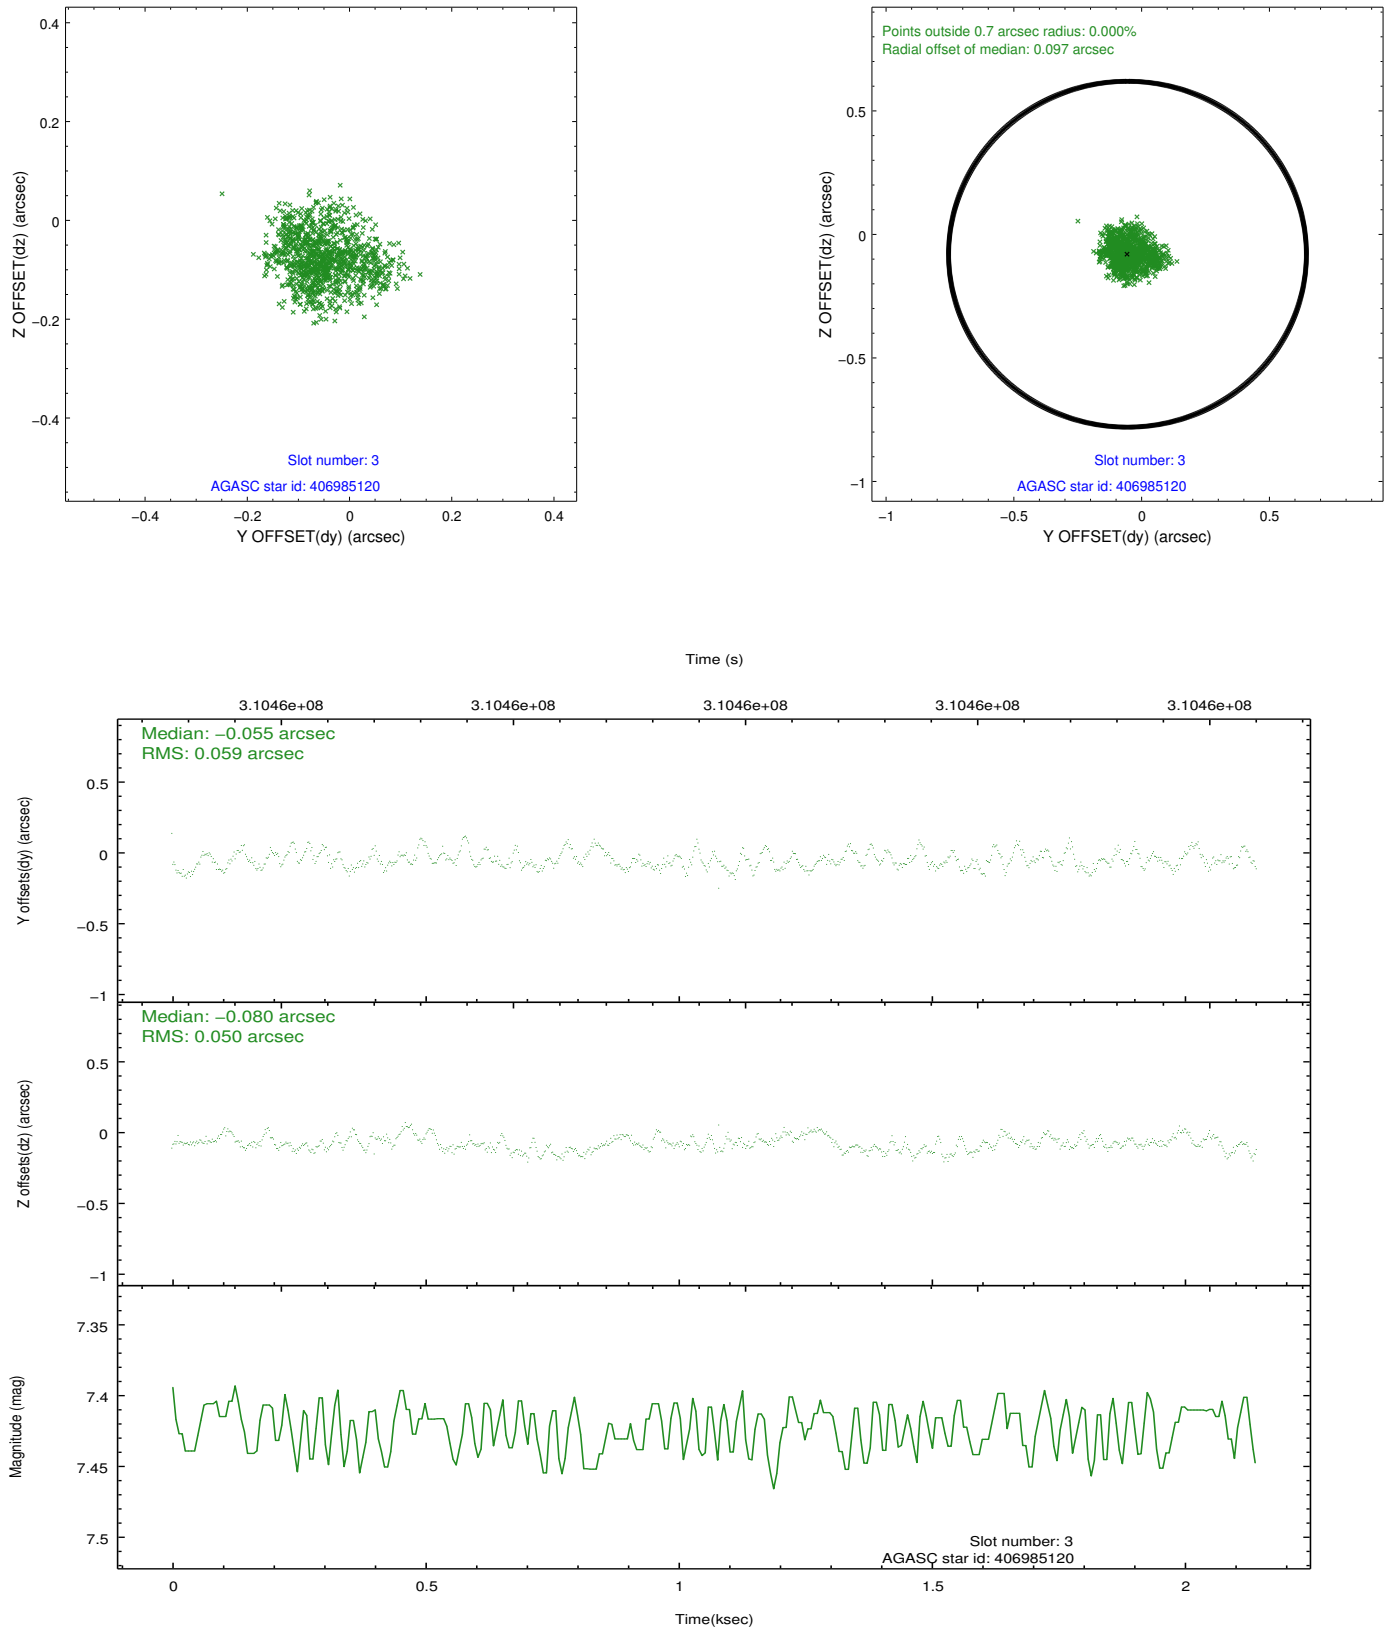 0.4
0.2
0
−0.2
−0.4
Z OFFSET(dz) (arcsec)
Slot number: 3
AGASC star id: 406985120
−0.4 −0.2 0 0.2 0.4
Y OFFSET(dy) (arcsec)
Points outside 0.7 arcsec radius: 0.000%
Radial offset of median: 0.097 arcsec
0.5
0
−0.5
−1
Z OFFSET(dz) (arcsec)
Slot number: 3
AGASC star id: 406985120
−1 −0.5 0 0.5
Y OFFSET(dy) (arcsec)
Time (s)
3.1046e+08 3.1046e+08 3.1046e+08 3.1046e+08 3.1046e+08
Median: −0.055 arcsec
RMS: 0.059 arcsec
0.5
0
−0.5
−1
Y offsets(dy) (arcsec)
Median: −0.080 arcsec
RMS: 0.050 arcsec
0.5
0
−0.5
−1
Z offsets(dz) (arcsec)
7.35
7.4
7.45
7.5
Magnitude (mag)
Slot number: 3
AGASC star id: 406985120
0 0.5 1 1.5 2
Time(ksec)